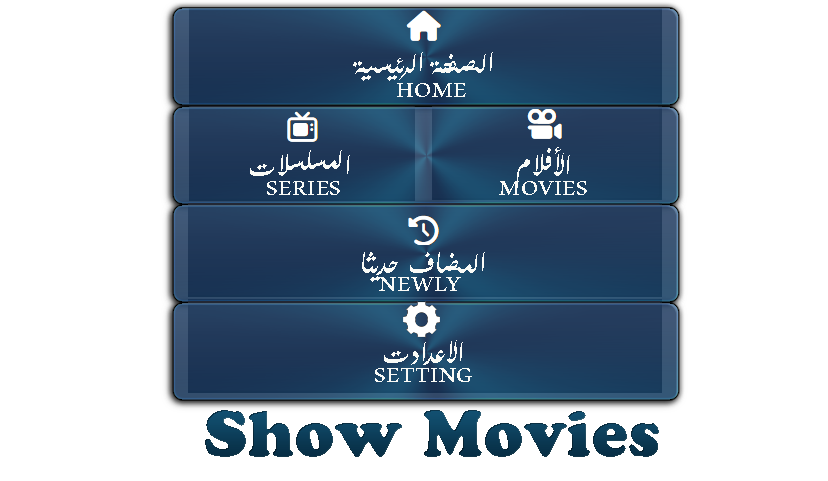 الصفحة الرئيسية
HOME
المسلسلات
SERIES
الأفلام
MOVIES
المضاف حديثا
NEWLY
الاعدادت
SETTING
Show Movies